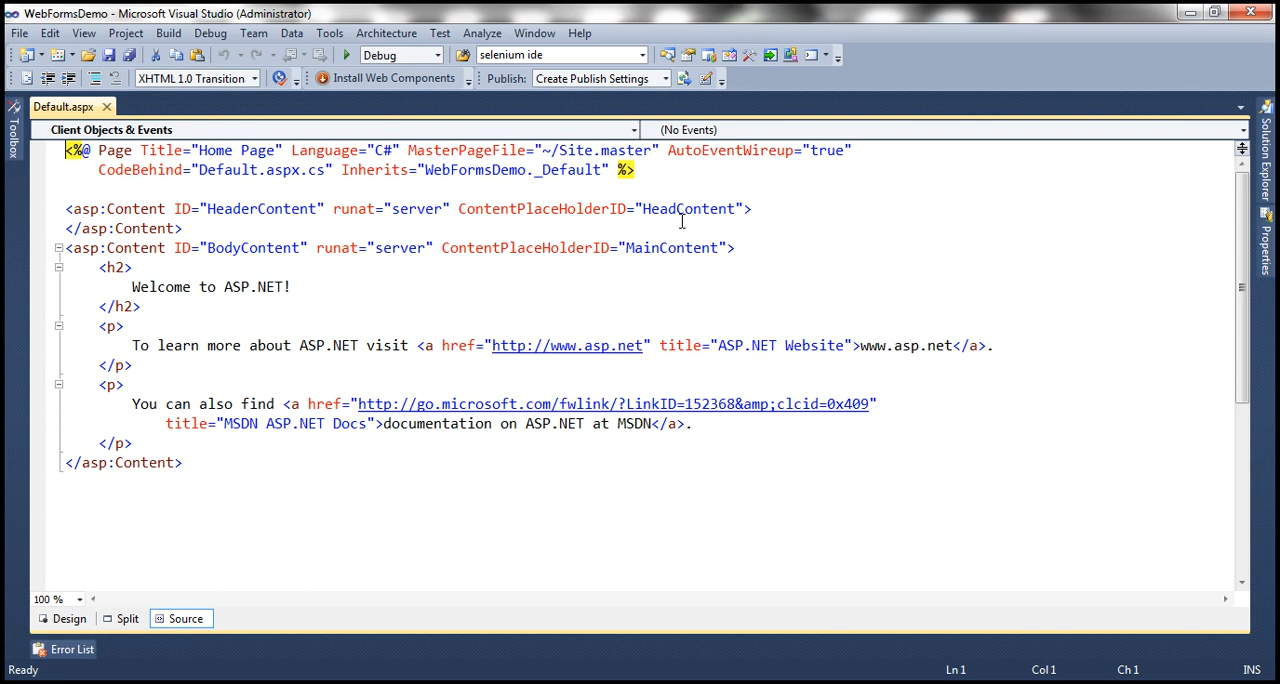 WebFormsDemo - Microsoft Visual Studio (Administrator)
File Edit View Project Build Debug Team Data Tools Architecture Test Analyze Window Help
Debug selenium ide
XHTML 1.0 Transition Install Web Components Publish: Create Publish Settings
Default.aspx
Toolbox
Solution Explorer
Properties
Client Objects & Events (No Events)
<%@ Page Title="Home Page" Language="C#" MasterPageFile="~/Site.master" AutoEventWireup="true"
CodeBehind="Default.aspx.cs" Inherits="WebFormsDemo._Default" %>
<asp:Content ID="HeaderContent" runat="server" ContentPlaceHolderID="HeadContent">
</asp:Content>
<asp:Content ID="BodyContent" runat="server" ContentPlaceHolderID="MainContent">
<h2>
Welcome to ASP.NET!
</h2>
<p>
To learn more about ASP.NET visit <a href="http://www.asp.net" title="ASP.NET Website">www.asp.net</a>.
</p>
<p>
You can also find <a href="http://go.microsoft.com/fwlink/?LinkID=152368&amp;clcid=0x409"
title="MSDN ASP.NET Docs">documentation on ASP.NET at MSDN</a>.
</p>
</asp:Content>
100 %
Design Split Source
Error List
Ready Ln 1 Col 1 Ch 1 INS